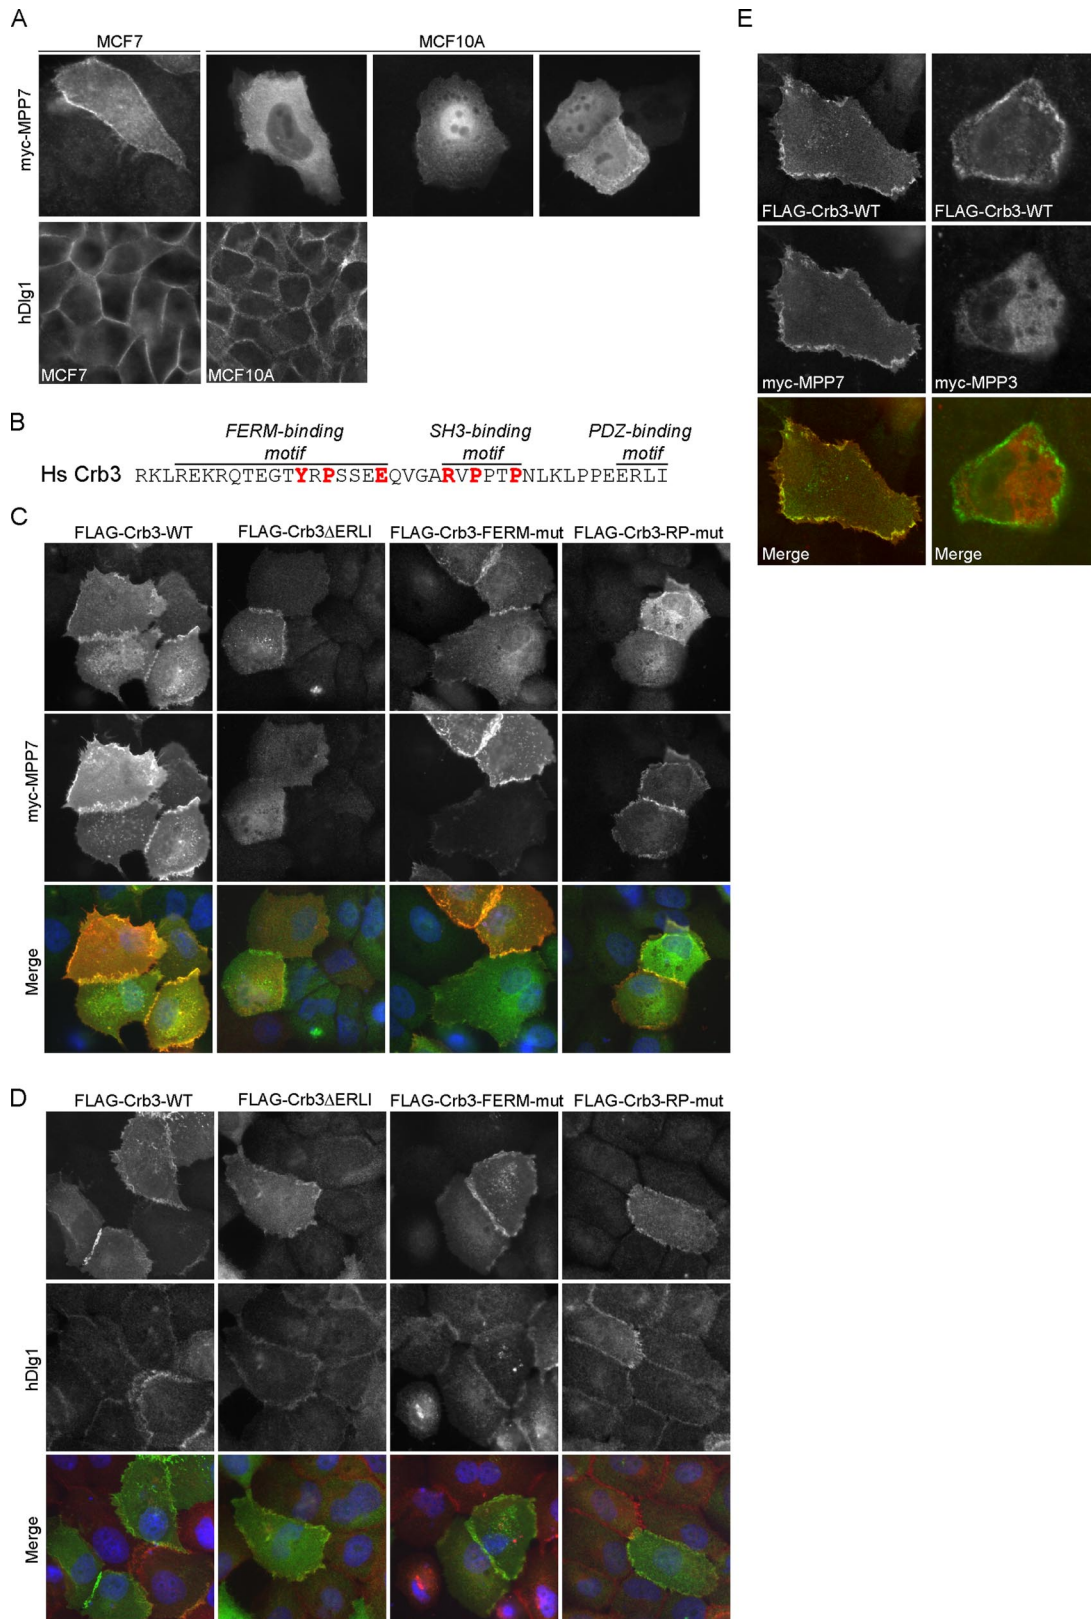 A
MCF7
MCF10A
myc-MPP7
hDlg1
MCF7
MCF10A
B
FERM-binding motif
SH3-binding motif
PDZ-binding motif
Hs Crb3 RKLREKRQTEGTYRPSSEEQVGARVPPTPNLKLPPEERLI
C
FLAG-Crb3-WT
FLAG-Crb3ΔERLI
FLAG-Crb3-FERM-mut
FLAG-Crb3-RP-mut
myc-MPP7
Merge
D
FLAG-Crb3-WT
FLAG-Crb3ΔERLI
FLAG-Crb3-FERM-mut
FLAG-Crb3-RP-mut
hDlg1
Merge
E
FLAG-Crb3-WT
FLAG-Crb3-WT
myc-MPP7
myc-MPP3
Merge
Merge